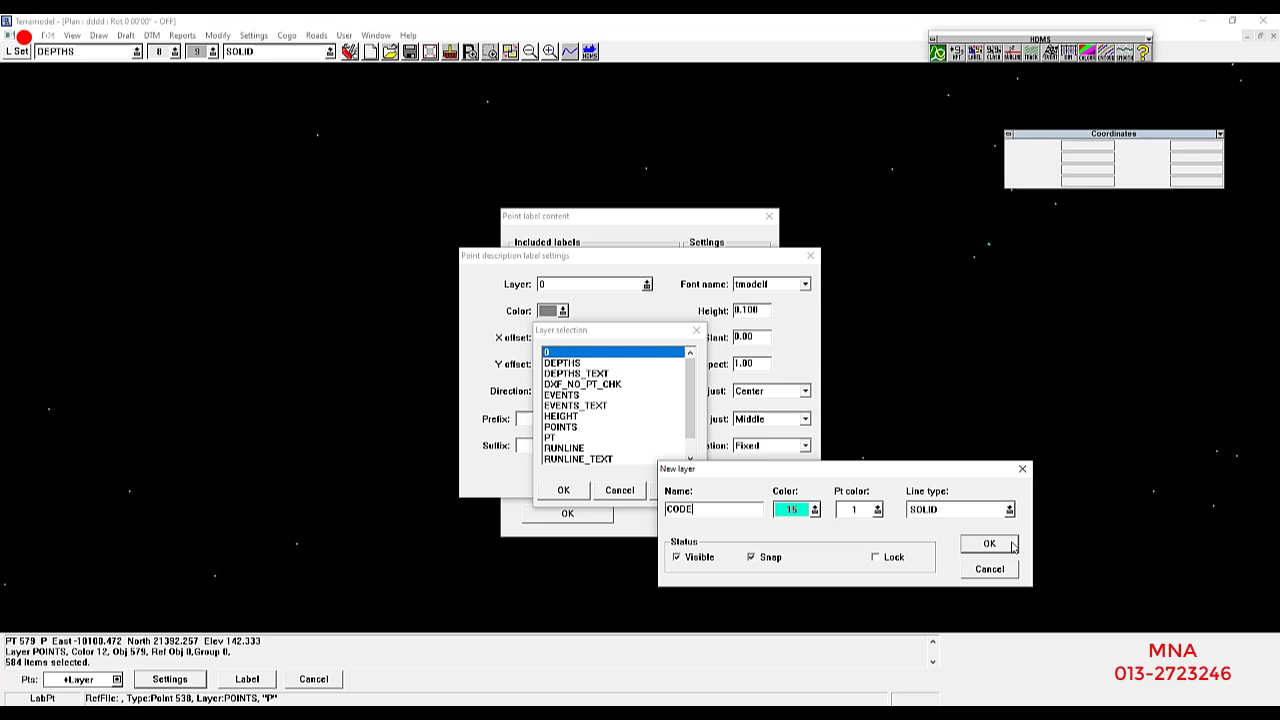 Terramodel - [Plan : dddd : Rot 0 00'00" - OFF]
Edit View Draw Draft DTM Reports Modify Settings Cogo Roads User Window Help
L Set DEPTHS 8 9 SOLID
HDMS
Coordinates
Point label content
Included labels Settings
Point description label settings
Layer: 0 Font name: tmodelf
Color: Height: 0.100
X offset: Slant: 0.00
Y offset: Aspect: 1.00
Direction: just: Center
Prefix: just: Middle
Suffix: Fixed
Layer selection
0
DEPTHS
DEPTHS_TEXT
DXF_NO_PT_CHK
EVENTS
EVENTS_TEXT
HEIGHT
POINTS
PT
RUNLINE
RUNLINE_TEXT
OK Cancel
OK
New layer
Name: Color: Pt color: Line type:
CODE 15 1 SOLID
Status
Visible Snap Lock
OK
Cancel
PT 579 P East -10100.472 North 21392.257 Elev 142.333
Layer POINTS, Color 12, Obj 579, Ref Obj 0,Group 0,
584 Items selected.
Pts: +Layer Settings Label Cancel
LabPt RefFile: , Type:Point 538, Layer:POINTS, "P"
MNA
013-2723246